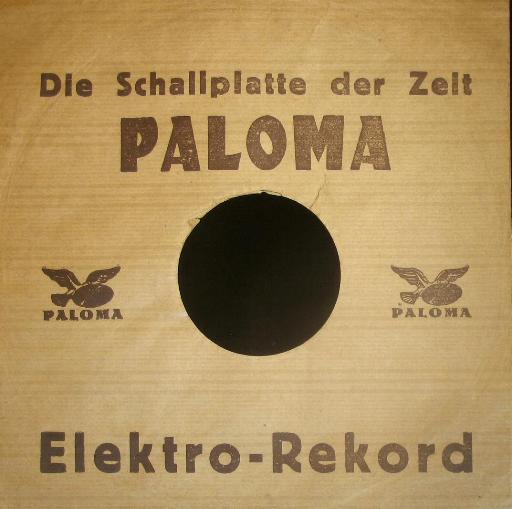 Die Schallplatte der Zeit
PALOMA
PALOMA
PALOMA
Elektro-Rekord